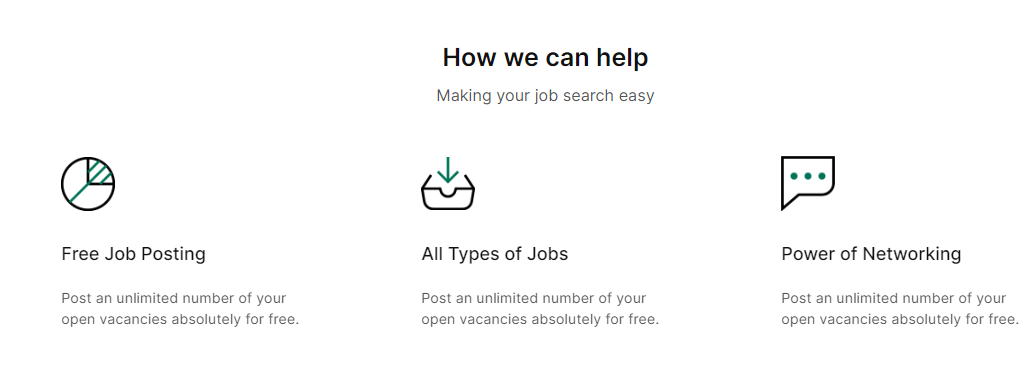 How we can help
Making your job search easy
Free Job Posting
Post an unlimited number of your
open vacancies absolutely for free.
All Types of Jobs
Post an unlimited number of your
open vacancies absolutely for free.
Power of Networking
Post an unlimited number of your
open vacancies absolutely for free.